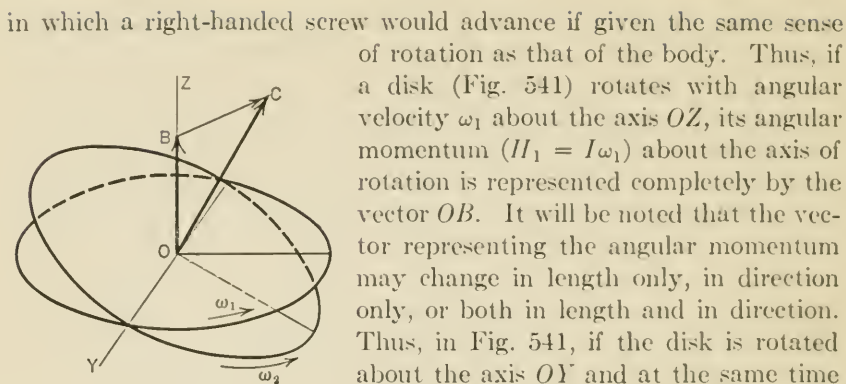 in which a right-handed screw would advance if given the same sense
of rotation as that of the body. Thus, if
a disk (Fig. 541) rotates with angular
velocity ω₁ about the axis OZ, its angular
momentum (H₁ = Iω₁) about the axis of
rotation is represented completely by the
vector OB. It will be noted that the vec-
tor representing the angular momentum
may change in length only, in direction
only, or both in length and in direction.
Thus, in Fig. 541, if the disk is rotated
about the axis OY and at the same time
Z
C
B
O
ω₁
Y
ω₂